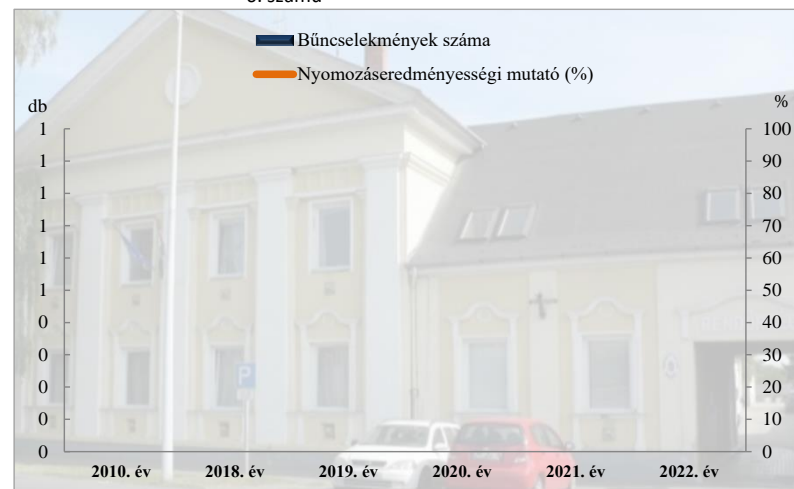 Bűncselekmények száma
Nyomozáseredményességi mutató (%)
db
%
1
1
1
1
1
1
0
0
0
0
0
100
90
80
70
60
50
40
30
20
10
0
2010. év
2018. év
2019. év
2020. év
2021. év
2022. év
P